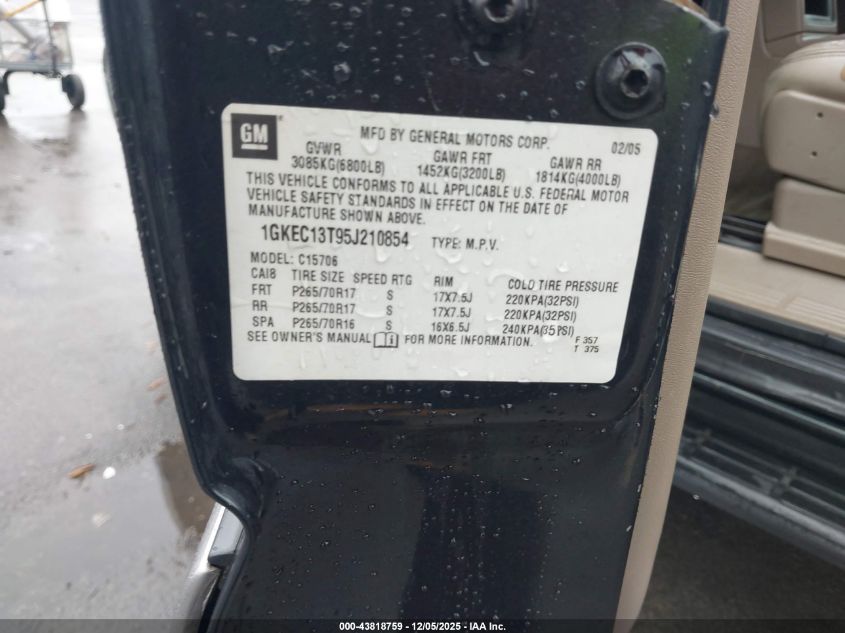 GM
MFD BY GENERAL MOTORS CORP. 02/05
GVWR GAWR FRT GAWR RR
3085KG(6800LB) 1452KG(3200LB) 1814KG(4000LB)
THIS VEHICLE CONFORMS TO ALL APPLICABLE U.S. FEDERAL MOTOR
VEHICLE SAFETY STANDARDS IN EFFECT ON THE DATE OF
MANUFACTURE SHOWN ABOVE.
1GKEC13T95J210854 TYPE: M.P.V.
MODEL: C15706
CAI8 TIRE SIZE SPEED RTG RIM COLD TIRE PRESSURE
FRT P265/70R17 S 17X7.5J 220KPA(32PSI)
RR P265/70R17 S 17X7.5J 220KPA(32PSI)
SPA P265/70R16 S 16X6.5J 240KPA(35PSI)
SEE OWNER'S MANUAL FOR MORE INFORMATION.
F 357
T 375
000-43818759 - 12/05/2025 - IAA Inc.